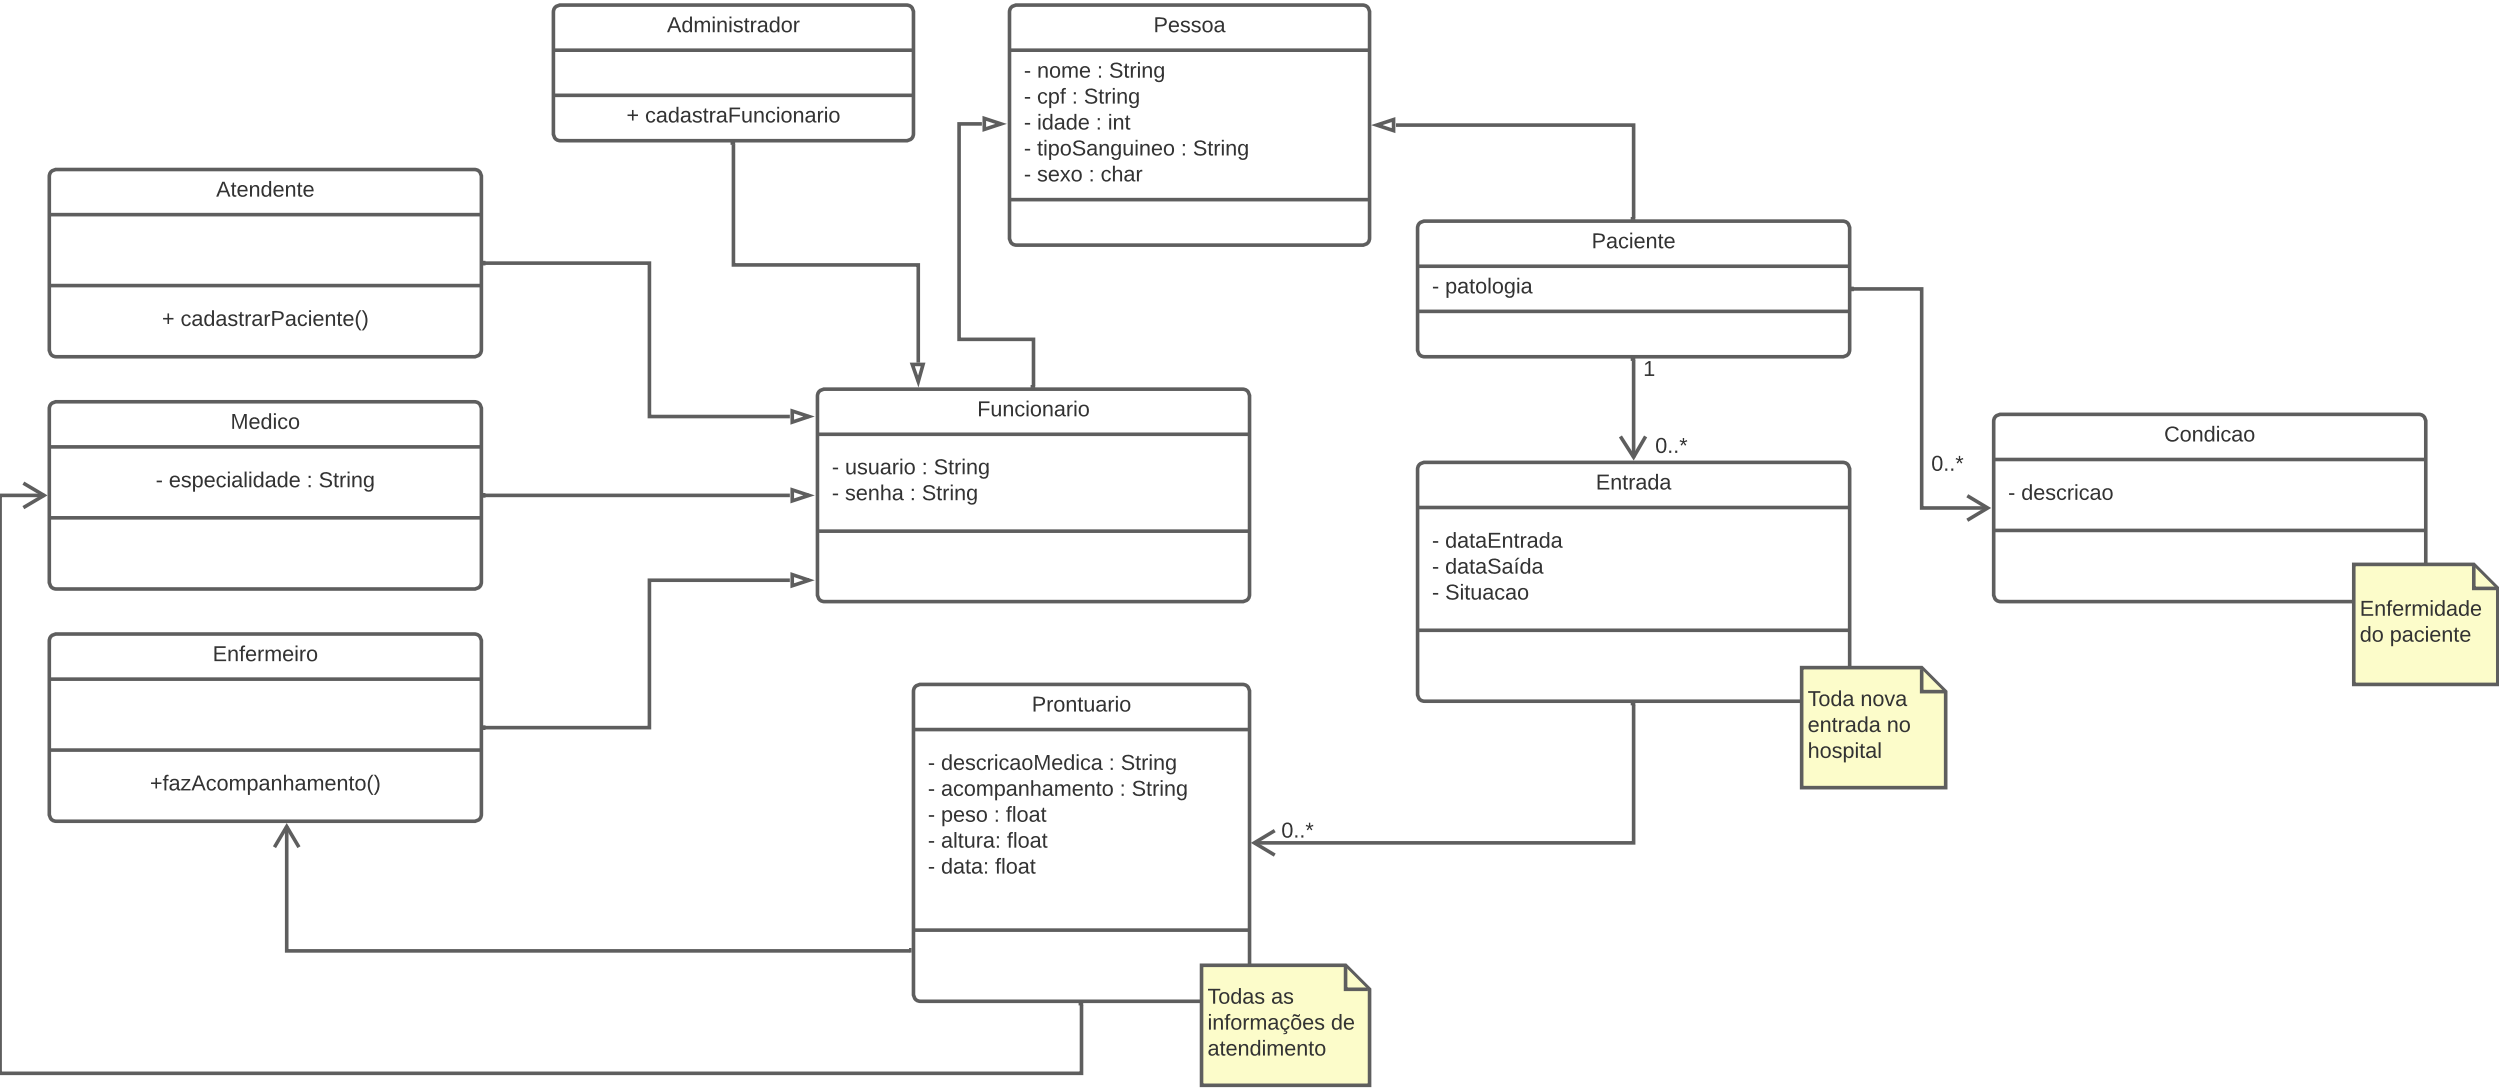 Administrador
+ cadastraFuncionario
Pessoa
- nome : String
- cpf : String
- idade : int
- tipoSanguineo : String
- sexo : char
Atendente
+ cadastrarPaciente()
Paciente
- patologia
1
0..*
Medico
- especialidade : String
Funcionario
- usuario : String
- senha : String
Entrada
- dataEntrada
- dataSaída
- Situacao
Toda nova
entrada no
hospital
0..*
Condicao
- descricao
Enfermidade
do paciente
Enfermeiro
+fazAcompanhamento()
Prontuario
- descricaoMedica : String
- acompanhamento : String
- peso : float
- altura: float
- data: float
0..*
Todas as
informações de
atendimento